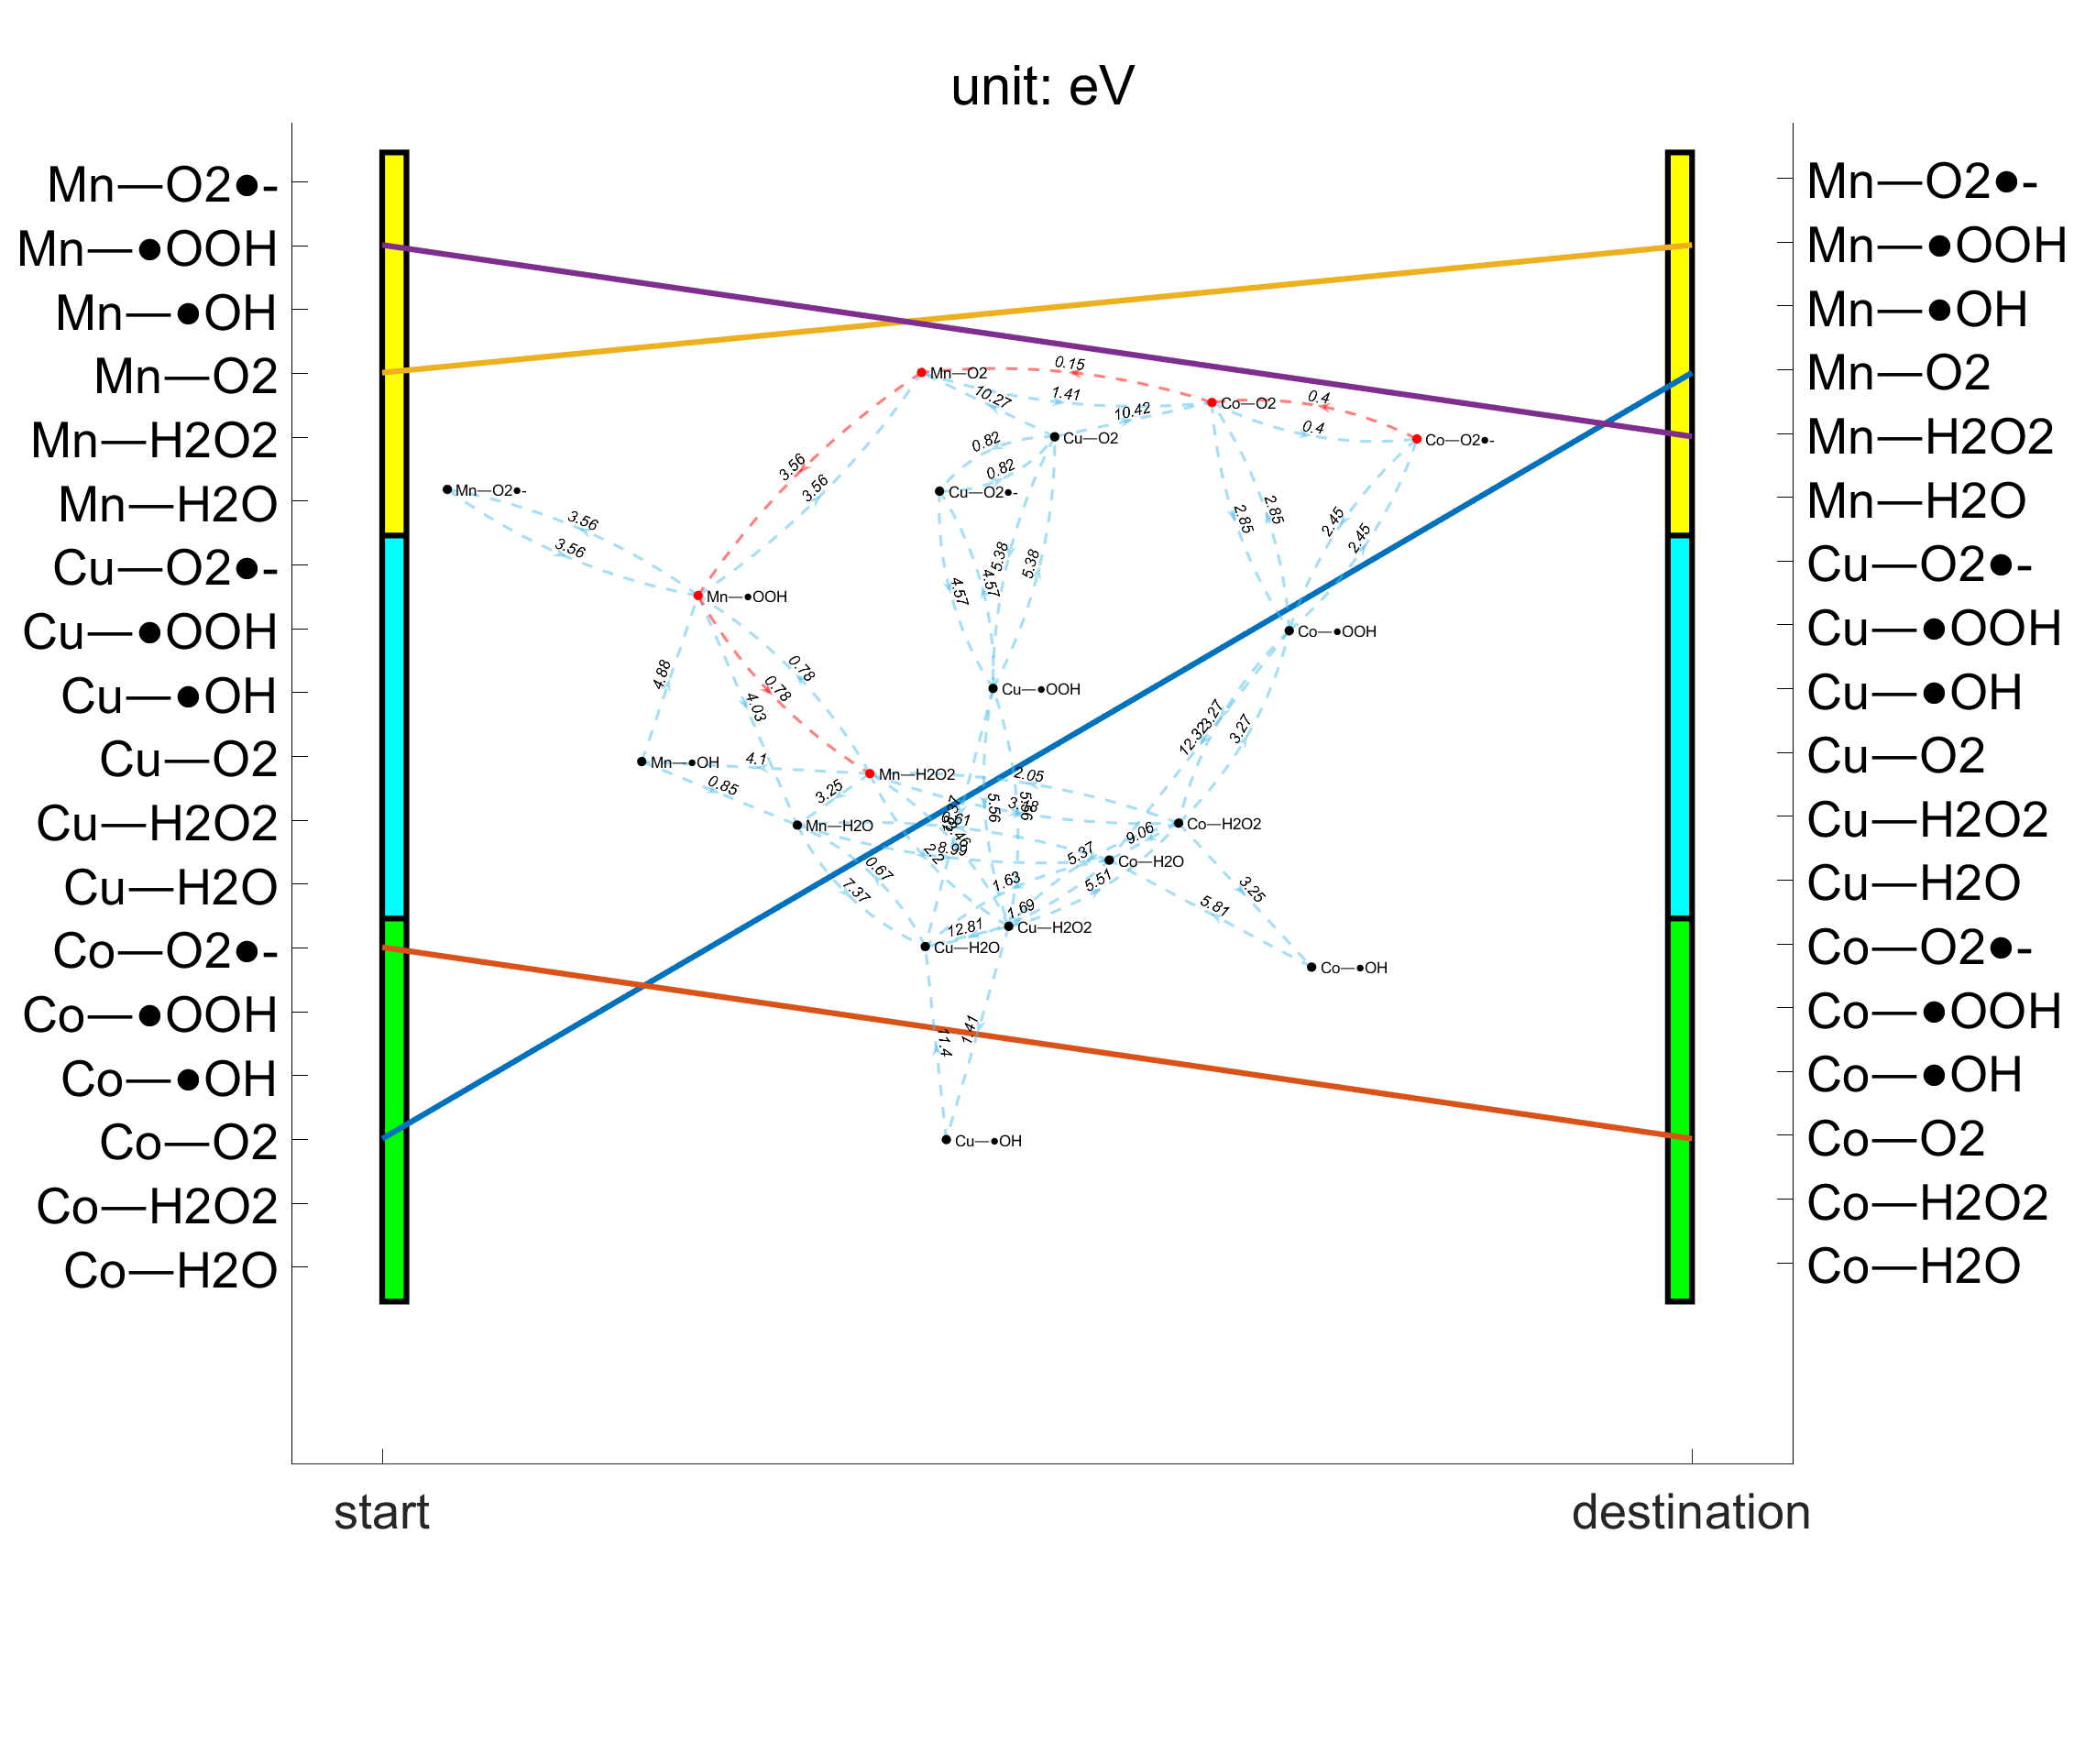 unit: eV
Mn—O2●-
Mn—●OOH
Mn—●OH
Mn—O2
Mn—H2O2
Mn—H2O
Cu—O2●-
Cu—●OOH
Cu—●OH
Cu—O2
Cu—H2O2
Cu—H2O
Co—O2●-
Co—●OOH
Co—●OH
Co—O2
Co—H2O2
Co—H2O
0.15
Mn—O2
10.27
1.41
10.42
Co—O2
0.4
0.4
Cu—O2
Co—O2●-
0.82
0.82
3.56
3.56
Mn—O2●-
Cu—O2●-
3.56
3.56
2.85
2.85
2.45
2.45
5.38
5.38
4.57
4.57
Mn—●OOH
Co—●OOH
4.88
0.78
0.78
4.03
Cu—●OOH
12.32
3.27
3.27
Mn—●OH
4.1
0.85
Mn—H2O2
2.05
3.25
5.56
Mn—H2O
Co—H2O2
9.06
5.37
Co—H2O
8.99
2.2
0.67
7.37
1.63
5.51
3.25
5.81
1.69
12.81
Cu—H2O2
Cu—H2O
Co—●OH
11.4
1.41
Cu—●OH
Mn—O2●-
Mn—●OOH
Mn—●OH
Mn—O2
Mn—H2O2
Mn—H2O
Cu—O2●-
Cu—●OOH
Cu—●OH
Cu—O2
Cu—H2O2
Cu—H2O
Co—O2●-
Co—●OOH
Co—●OH
Co—O2
Co—H2O2
Co—H2O
start
destination